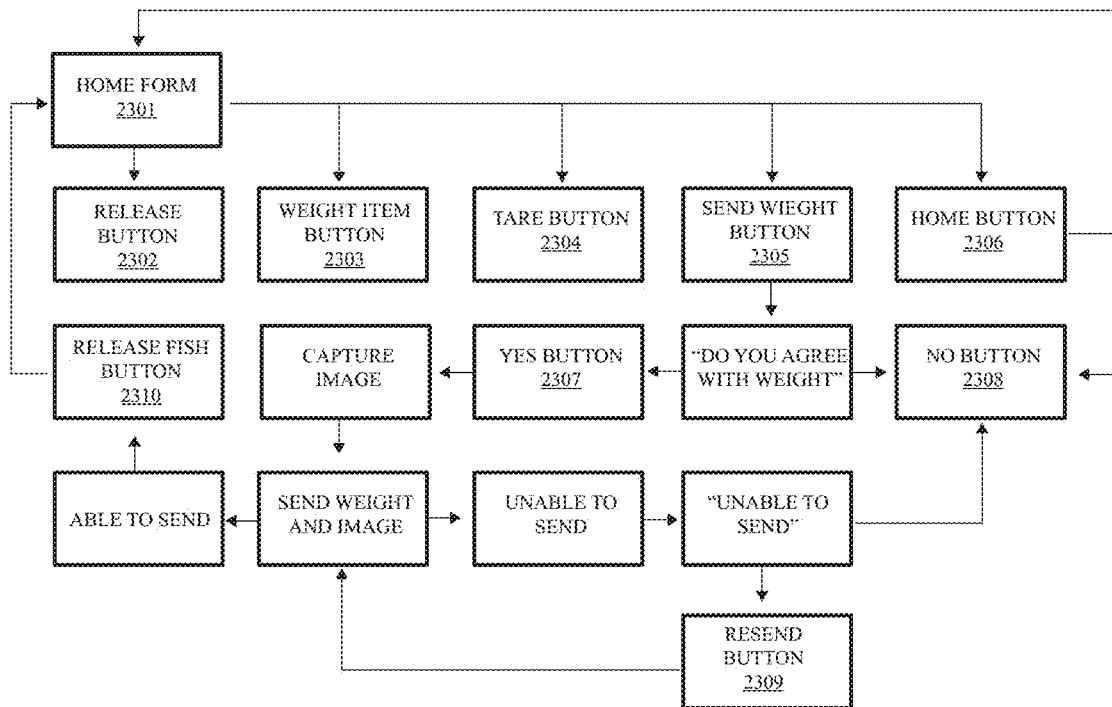 HOME FORM
2301
RELEASE
BUTTON
2302
WEIGHT ITEM
BUTTON
2303
TARE BUTTON
2304
SEND WIEGHT
BUTTON
2305
HOME BUTTON
2306
RELEASE FISH
BUTTON
2310
CAPTURE
IMAGE
YES BUTTON
2307
“DO YOU AGREE
WITH WEIGHT”
NO BUTTON
2308
ABLE TO SEND
SEND WEIGHT
AND IMAGE
UNABLE TO
SEND
“UNABLE TO
SEND”
RESEND
BUTTON
2309